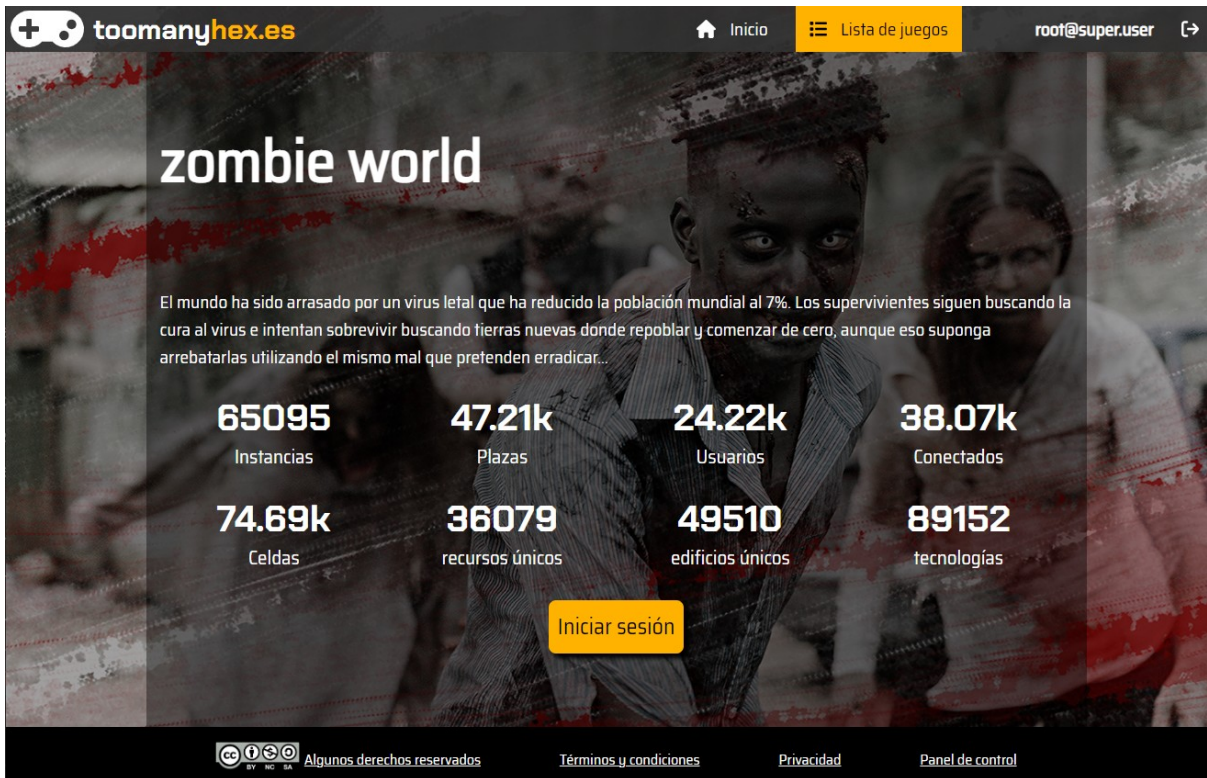 toomanyhex.es
Inicio
Lista de juegos
root@super.user
zombie world
El mundo ha sido arrasado por un virus letal que ha reducido la población mundial al 7%. Los supervivientes siguen buscando la
cura al virus e intentan sobrevivir buscando tierras nuevas donde repoblar y comenzar de cero, aunque eso suponga
arrebatarlas utilizando el mismo mal que pretenden erradicar...
65095 47.21k 24.22k 38.07k
Instancias Plazas Usuarios Conectados
74.69k 36079 49510 89152
Celdas recursos únicos edificios únicos tecnologías
Iniciar sesión
cc BY NC SA Algunos derechos reservados
Términos y condiciones
Privacidad
Panel de control